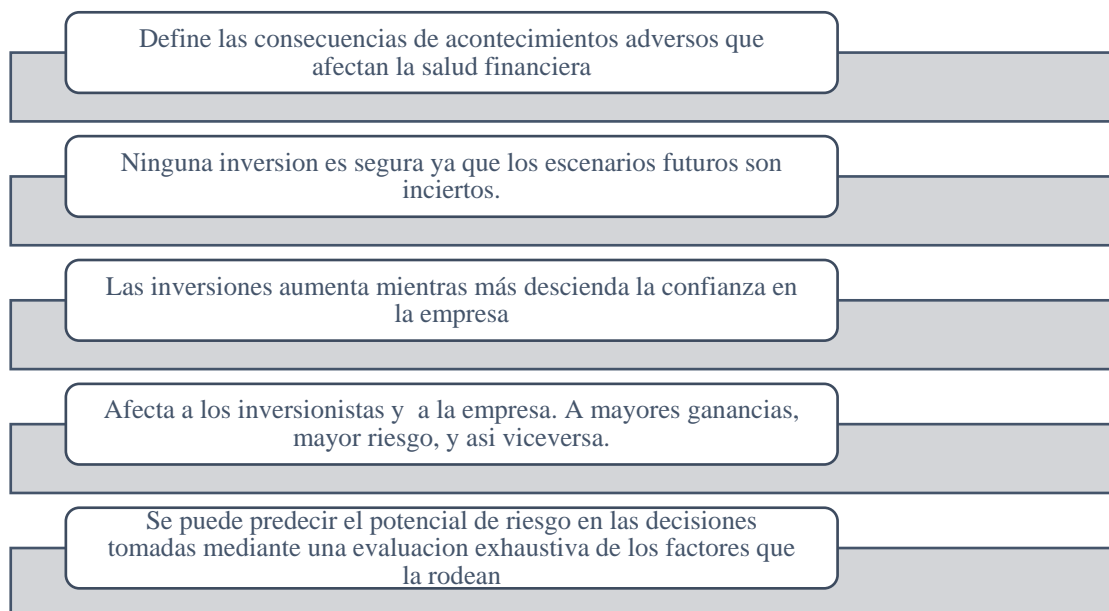 Define las consecuencias de acontecimientos adversos que
afectan la salud financiera
Ninguna inversion es segura ya que los escenarios futuros son
inciertos.
Las inversiones aumenta mientras más descienda la confianza en
la empresa
Afecta a los inversionistas y  a la empresa. A mayores ganancias,
mayor riesgo, y asi viceversa.
Se puede predecir el potencial de riesgo en las decisiones
tomadas mediante una evaluacion exhaustiva de los factores que
la rodean